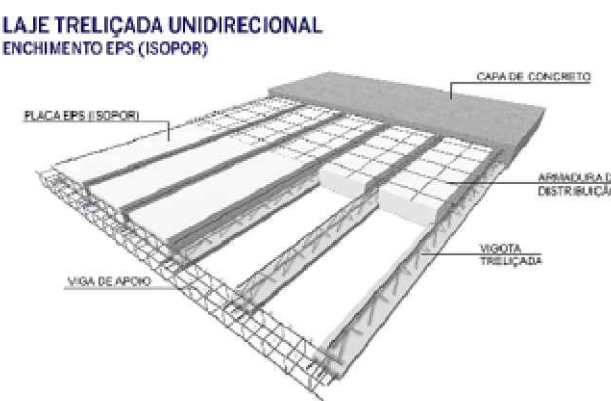 LAJE TRELIÇADA UNIDIRECIONAL
ENCHIMENTO EPS (ISOPOR)
CAPA DE CONCRETO
PLACA EPS (ISOPOR)
ARMADURA D
DISTRIBUIÇÃ
VIGOTA
TRELIÇADA
VIGA DE APOIO